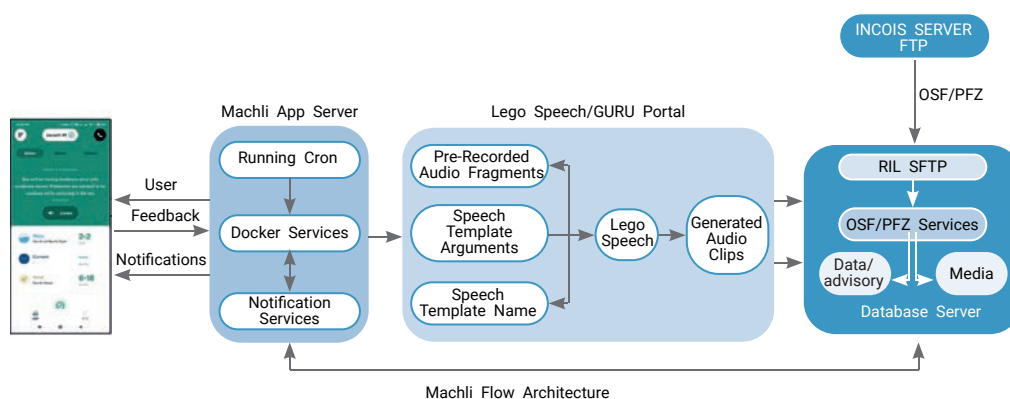 INCOIS SERVER
FTP
OSF/PFZ
Machli App Server
Lego Speech/GURU Portal
Running Cron
Docker Services
Notification
Services
User
Feedback
Notifications
Pre-Recorded
Audio Fragments
Speech
Template
Arguments
Speech
Template Name
Lego
Speech
Generated
Audio
Clips
RIL SFTP
OSF/PFZ Services
Data/
advisory
Media
Database Server
Machli Flow Architecture